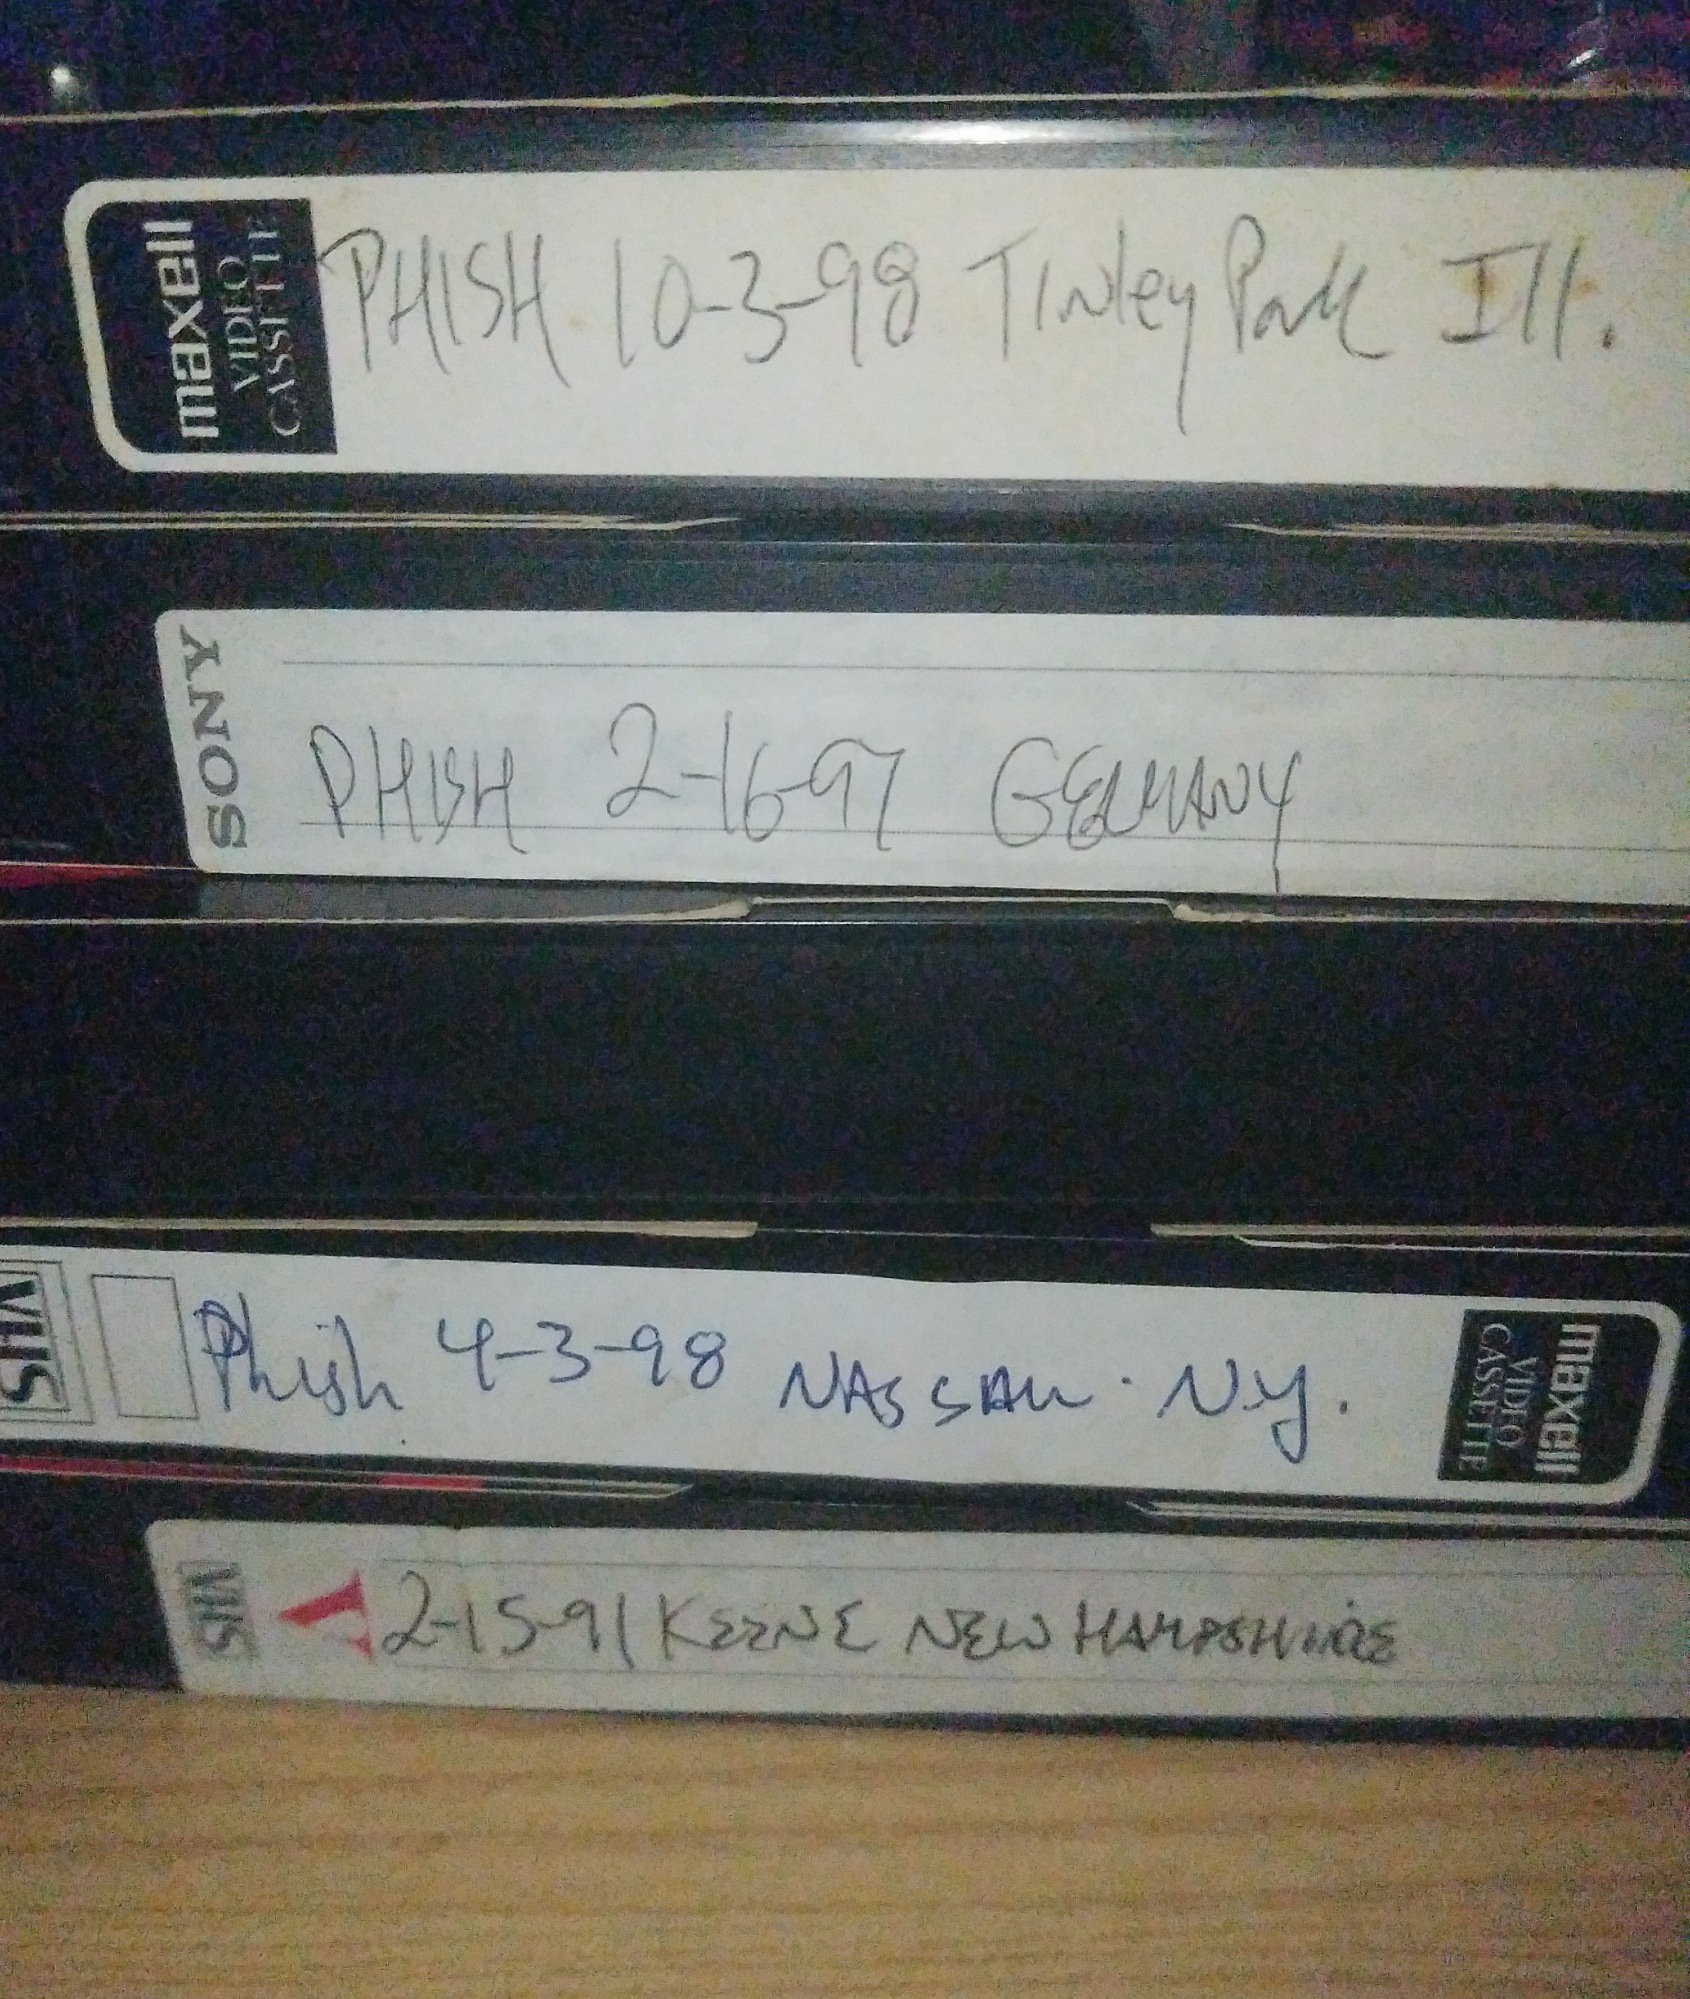 maxell
VIDEO
CASSETTE
PHISH 10-3-98 Tinley Park Ill.
SONY
PHISH 2-16-97 GERMANY
VHS
Phish 4-3-98 NASSAU · N.Y.
maxell
VIDEO
CASSETTE
VHS
2-15-91 KEENE NEW HAMPSHIRE